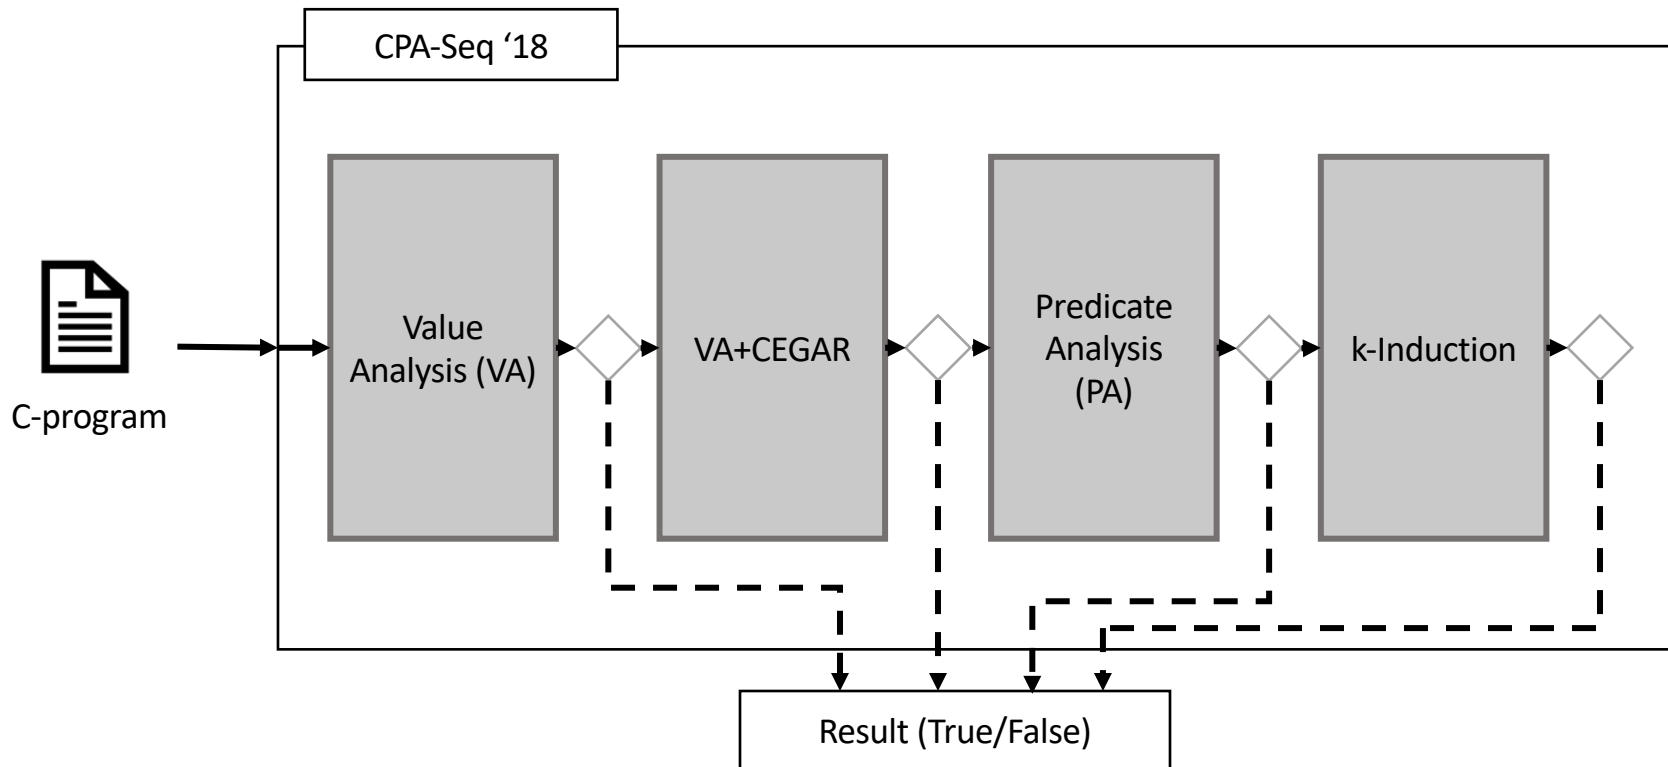 CPA-Seq ‘18
C-program
Value
Analysis (VA)
VA+CEGAR
Predicate
Analysis
(PA)
k-Induction
Result (True/False)